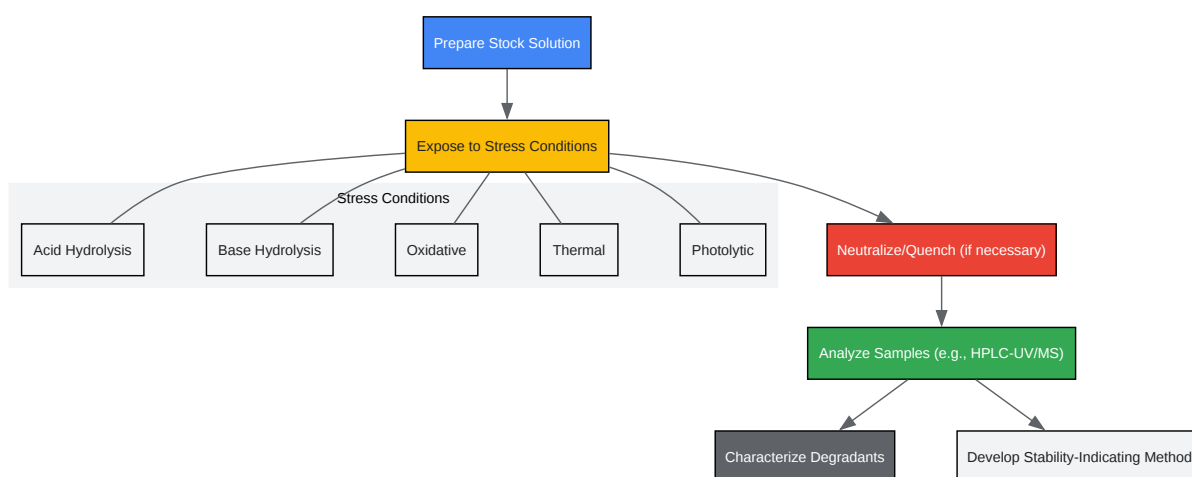 Prepare Stock Solution
Expose to Stress Conditions
Stress Conditions
Acid Hydrolysis
Base Hydrolysis
Oxidative
Thermal
Photolytic
Neutralize/Quench (if necessary)
Analyze Samples (e.g., HPLC-UV/MS)
Characterize Degradants
Develop Stability-Indicating Method